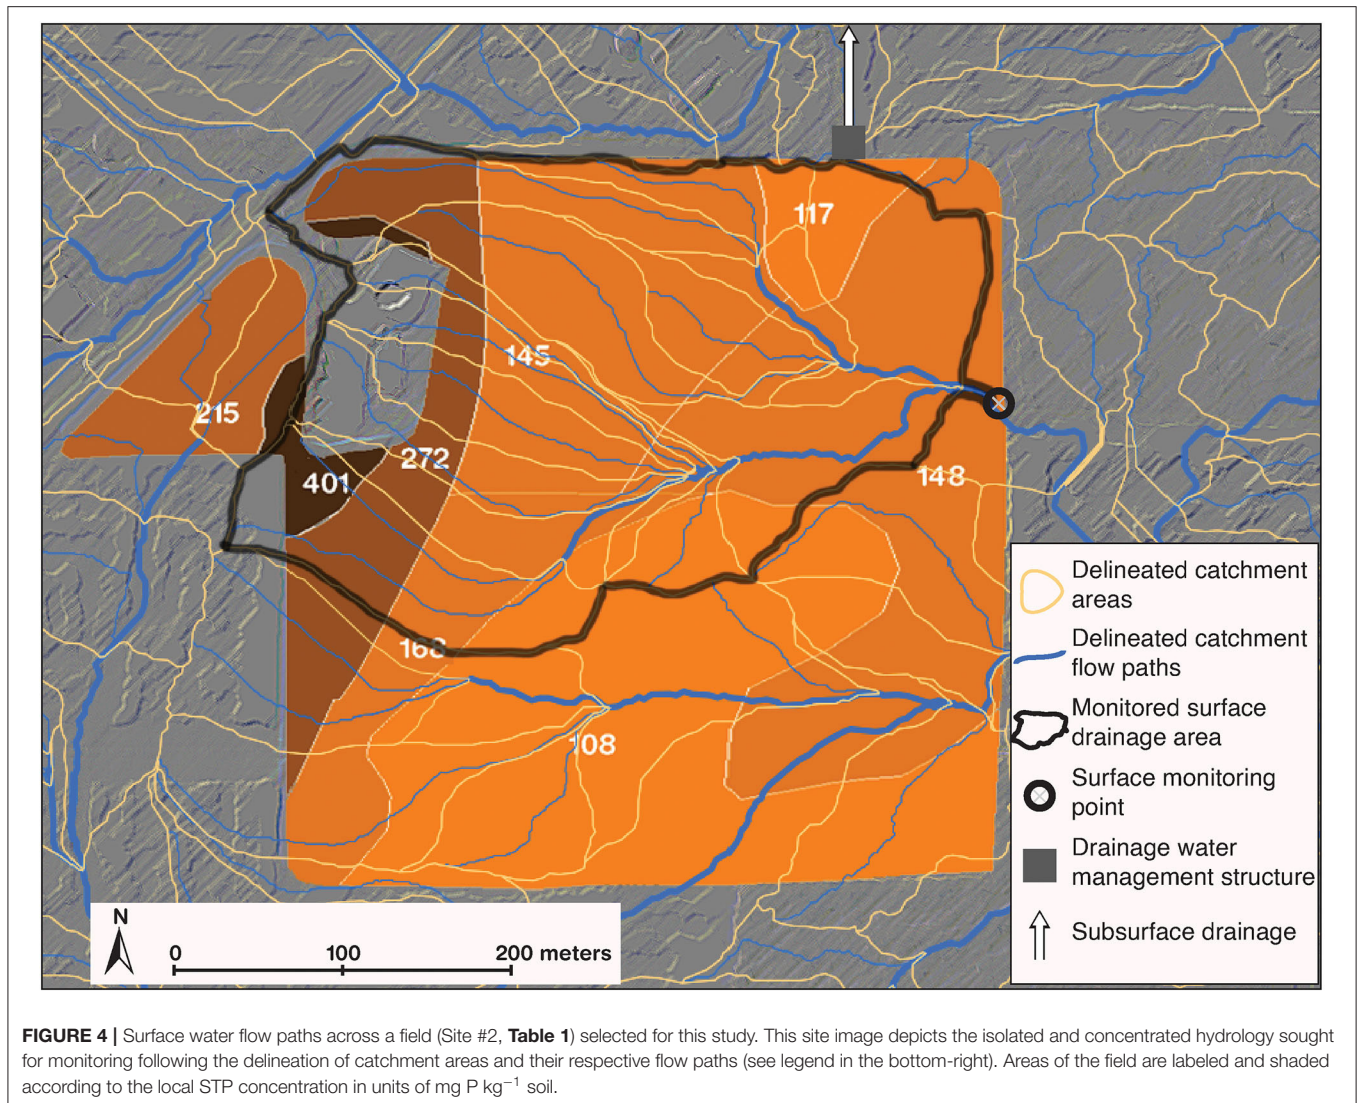 117
145
215
272
401
148
168
108
Delineated catchment
areas
Delineated catchment
flow paths
Monitored surface
drainage area
Surface monitoring
point
Drainage water
management structure
Subsurface drainage
N
0 100 200 meters
FIGURE 4 | Surface water flow paths across a field (Site #2, Table 1) selected for this study. This site image depicts the isolated and concentrated hydrology sought
for monitoring following the delineation of catchment areas and their respective flow paths (see legend in the bottom-right). Areas of the field are labeled and shaded
according to the local STP concentration in units of mg P kg−1 soil.